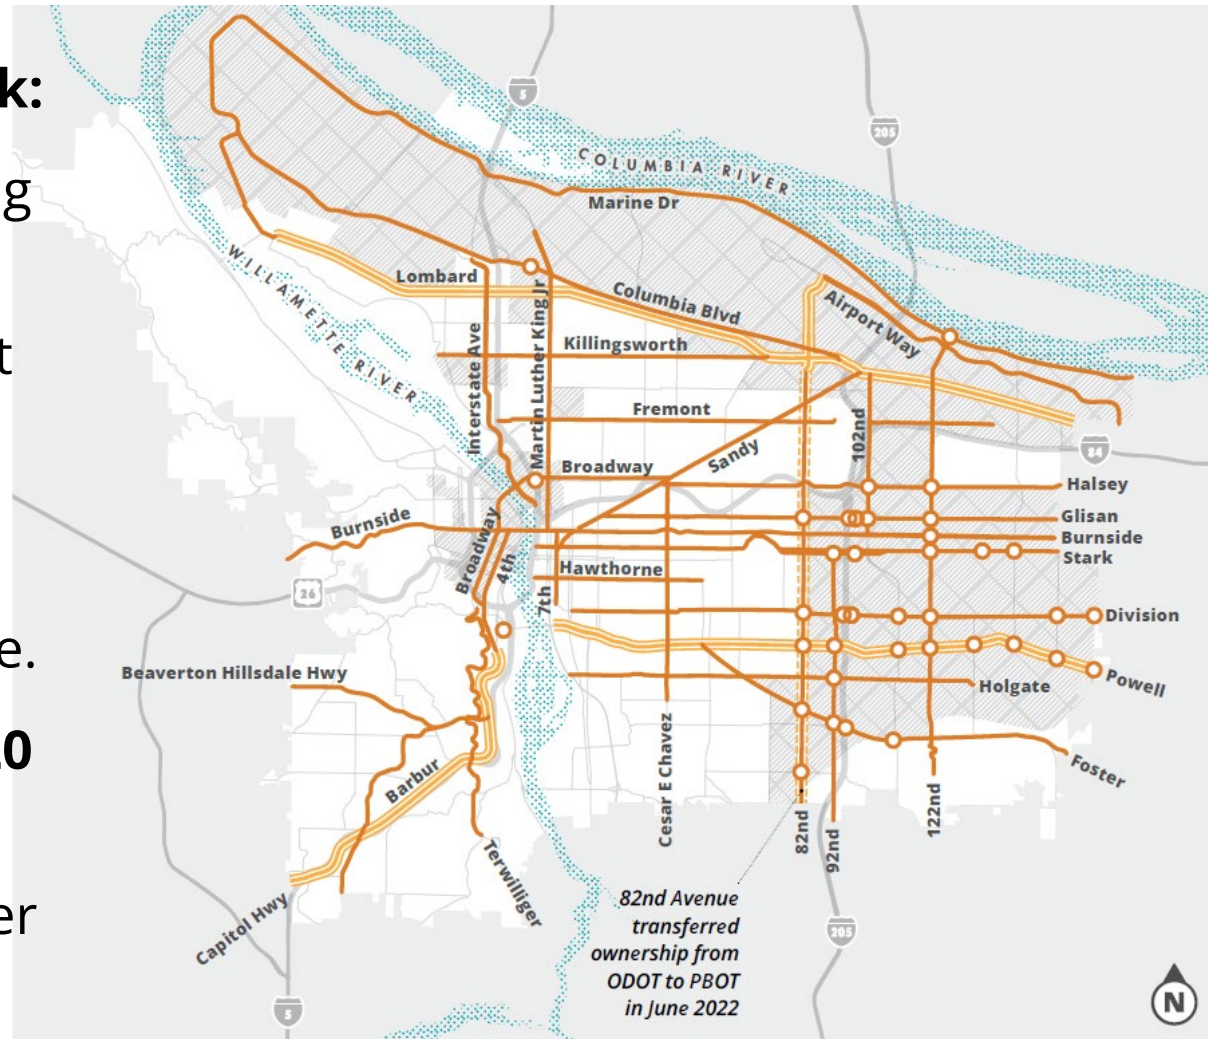 k:
g
t
e.
0
er
5
205
COLUMBIA RIVER
Marine Dr
WILLAMETTE RIVER
Lombard
Columbia Blvd
Airport Way
Interstate Ave
Martin Luther King Jr
Killingsworth
Fremont
102nd
Sandy
84
Broadway
Halsey
Glisan
Burnside
Burnside
Stark
Broadway
4th
7th
Hawthorne
26
Division
Beaverton Hillsdale Hwy
Powell
Holgate
Barbur
Cesar E Chavez
Foster
82nd
92nd
122nd
Terwilliger
Capitol Hwy
82nd Avenue
transferred
ownership from
ODOT to PBOT
in June 2022
205
5
N